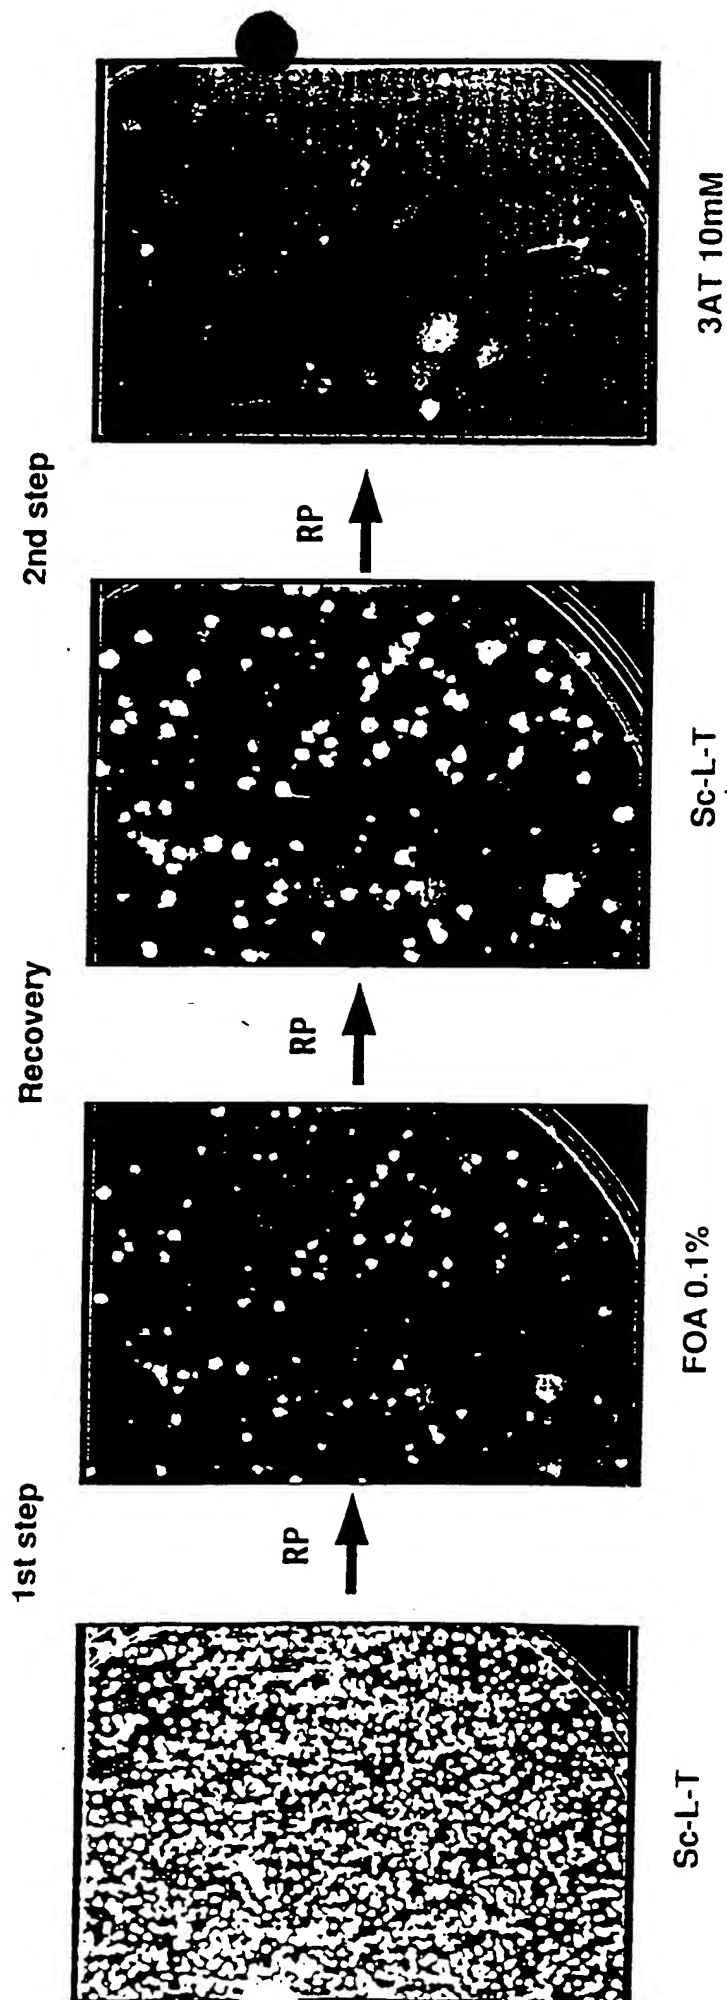 1st step
Recovery
2nd step
RP
RP
RP
Sc-L-T
FOA 0.1%
Sc-L-T
3AT 10mM